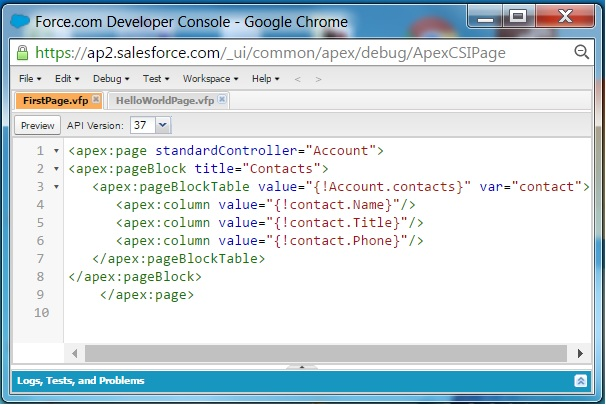 Force.com Developer Console - Google Chrome
https://ap2.salesforce.com/_ui/common/apex/debug/ApexCSIPage
File Edit Debug Test Workspace Help < >
FirstPage.vfp HelloWorldPage.vfp
Preview API Version: 37
1 <apex:page standardController="Account">
2 <apex:pageBlock title="Contacts">
3 <apex:pageBlockTable value="{!Account.contacts}" var="contact">
4 <apex:column value="{!contact.Name}"/>
5 <apex:column value="{!contact.Title}"/>
6 <apex:column value="{!contact.Phone}"/>
7 </apex:pageBlockTable>
8 </apex:pageBlock>
9 </apex:page>
10
Logs, Tests, and Problems